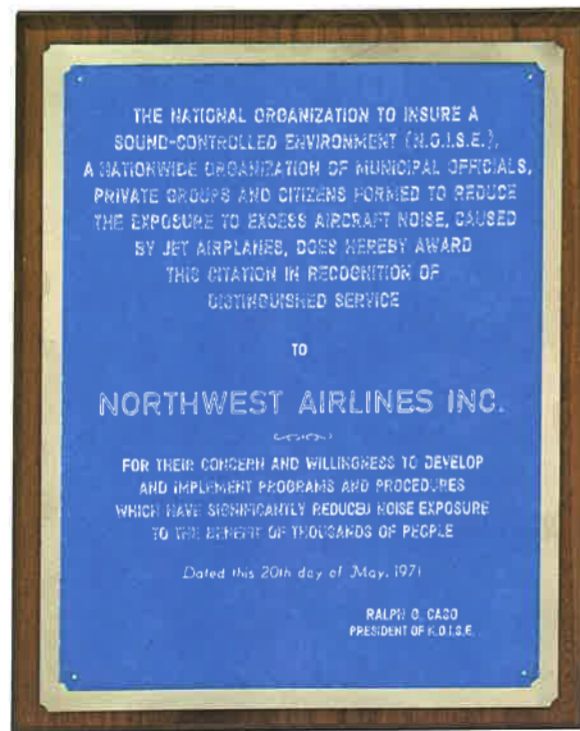 THE NATIONAL ORGANIZATION TO INSURE A
SOUND-CONTROLLED ENVIRONMENT (N.O.I.S.E.),
A NATIONWIDE ORGANIZATION OF MUNICIPAL OFFICIALS,
PRIVATE GROUPS AND CITIZENS FORMED TO REDUCE
THE EXPOSURE TO EXCESS AIRCRAFT NOISE, CAUSED
BY JET AIRPLANES, DOES HEREBY AWARD
THIS CITATION IN RECOGNITION OF
DISTINGUISHED SERVICE
TO
NORTHWEST AIRLINES INC.
FOR THEIR CONCERN AND WILLINGNESS TO DEVELOP
AND IMPLEMENT PROGRAMS AND PROCEDURES
WHICH HAVE SIGNIFICANTLY REDUCED NOISE EXPOSURE
TO THE BENEFIT OF THOUSANDS OF PEOPLE
Dated this 20th day of May, 1971
RALPH G. CASO
PRESIDENT OF N.O.I.S.E.